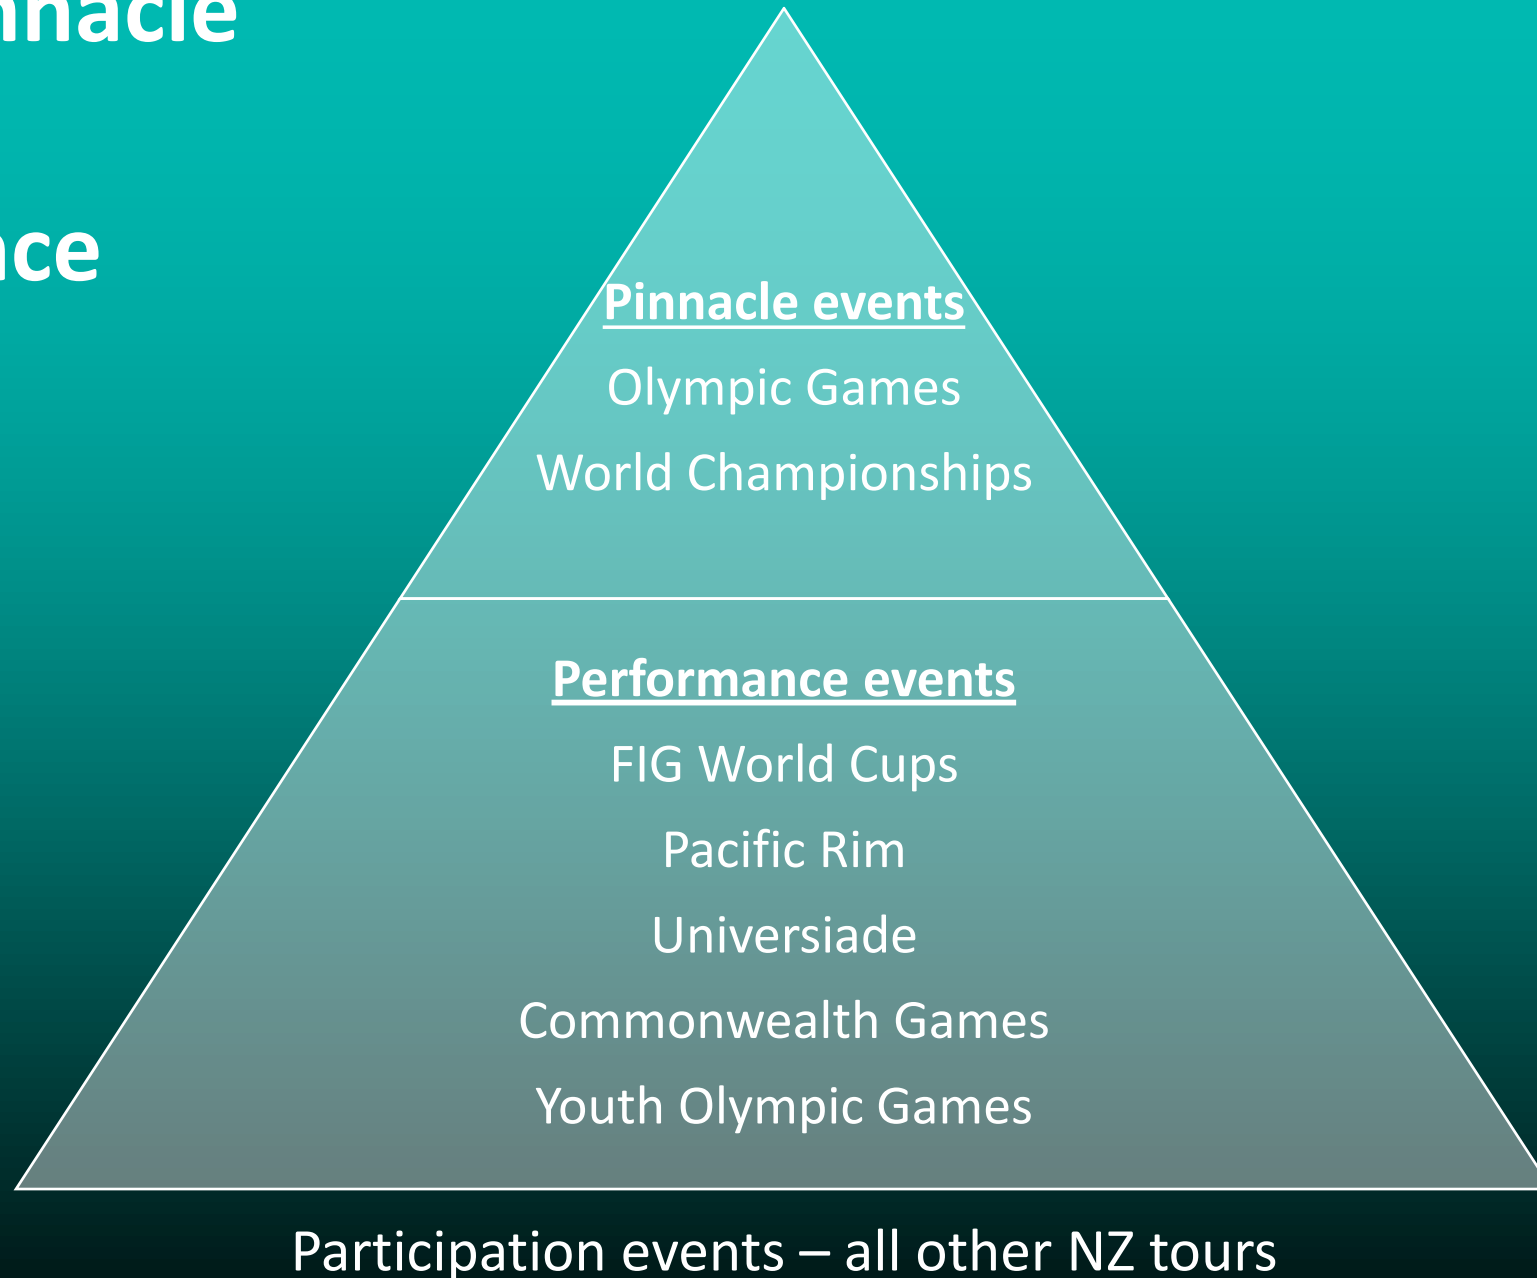 Pinnacle events
Olympic Games
World Championships
Performance events
FIG World Cups
Pacific Rim
Universiade
Commonwealth Games
Youth Olympic Games
Participation events – all other NZ tours